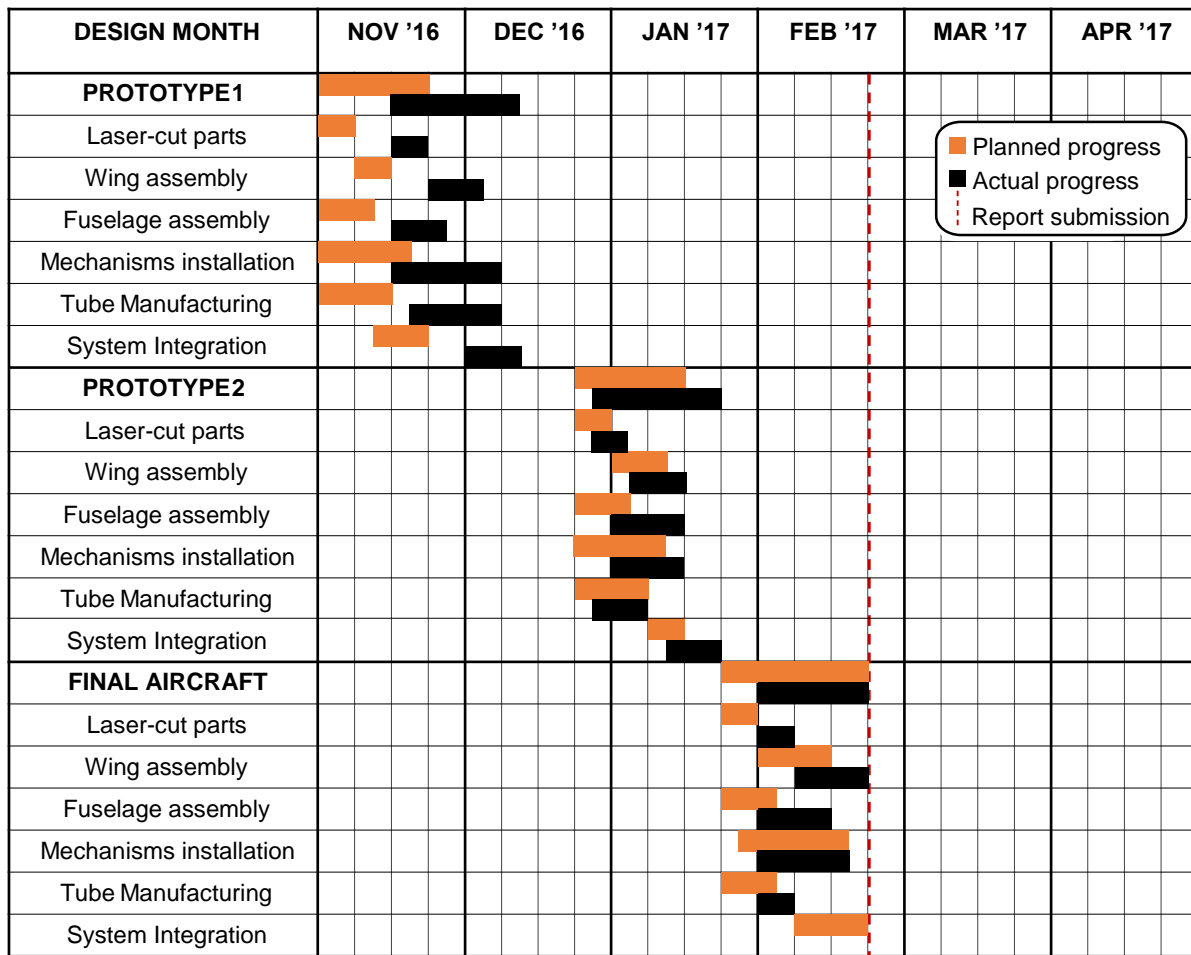 DESIGN MONTH NOV '16 DEC '16 JAN '17 FEB '17 MAR '17 APR '17
PROTOTYPE1
Laser-cut parts
Wing assembly
Fuselage assembly
Mechanisms installation
Tube Manufacturing
System Integration
PROTOTYPE2
Laser-cut parts
Wing assembly
Fuselage assembly
Mechanisms installation
Tube Manufacturing
System Integration
FINAL AIRCRAFT
Laser-cut parts
Wing assembly
Fuselage assembly
Mechanisms installation
Tube Manufacturing
System Integration
Planned progress
Actual progress
Report submission